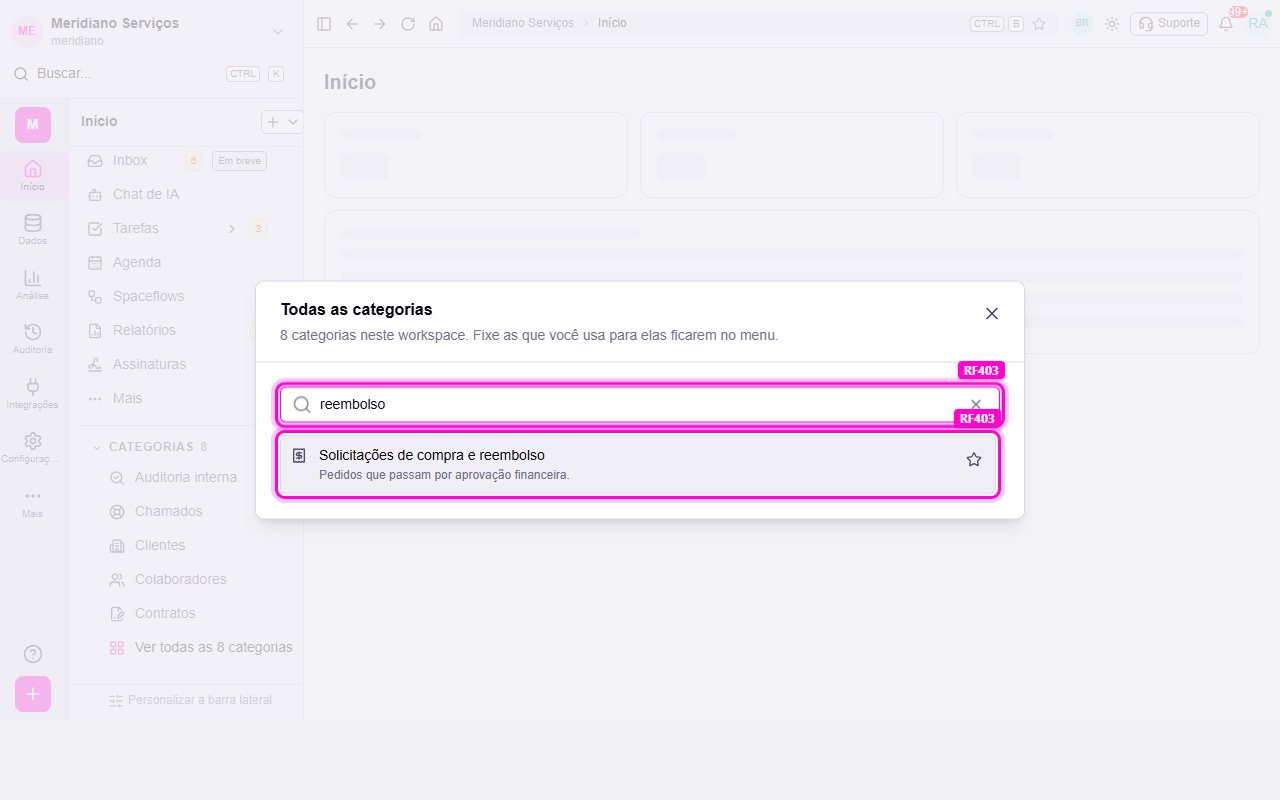 ME
Meridiano Serviços
meridiano
Buscar...
CTRL K
Meridiano Serviços > Início
CTRL B
BR
Suporte
99+
RA
M
Início
Dados
Análise
Auditoria
Integrações
Configuraç...
Mais
Início
Inbox 6 Em breve
Chat de IA
Tarefas 3
Agenda
Spaceflows
Relatórios
Assinaturas
Mais
CATEGORIAS 8
Auditoria interna
Chamados
Clientes
Colaboradores
Contratos
Ver todas as 8 categorias
Personalizar a barra lateral
Início
Todas as categorias
8 categorias neste workspace. Fixe as que você usa para elas ficarem no menu.
RF403
reembolso
RF403
Solicitações de compra e reembolso
Pedidos que passam por aprovação financeira.